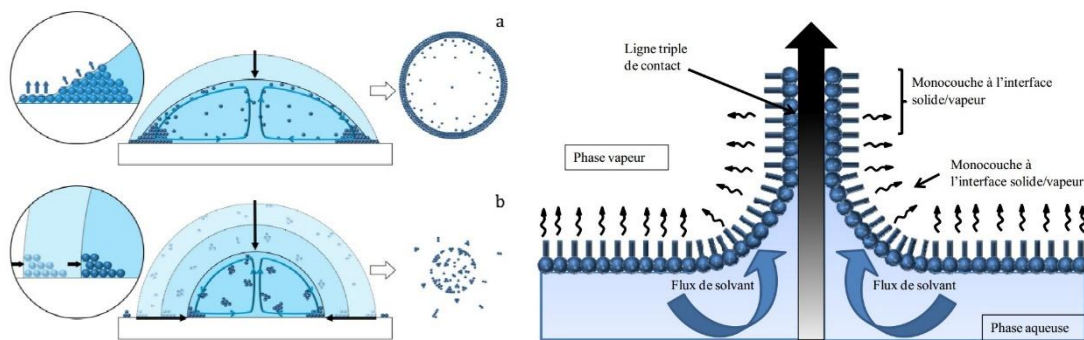 a
b
Ligne triple
de contact
Monocouche à l’interface
solide/vapeur
Phase vapeur
Monocouche à
l’interface solide/vapeur
Flux de solvant
Flux de solvant
Phase aqueuse